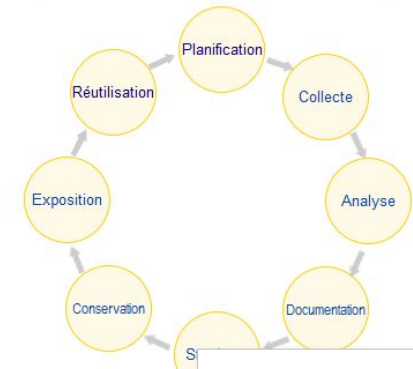 Planification
Collecte
Analyse
Documentation
Conservation
Exposition
Réutilisation